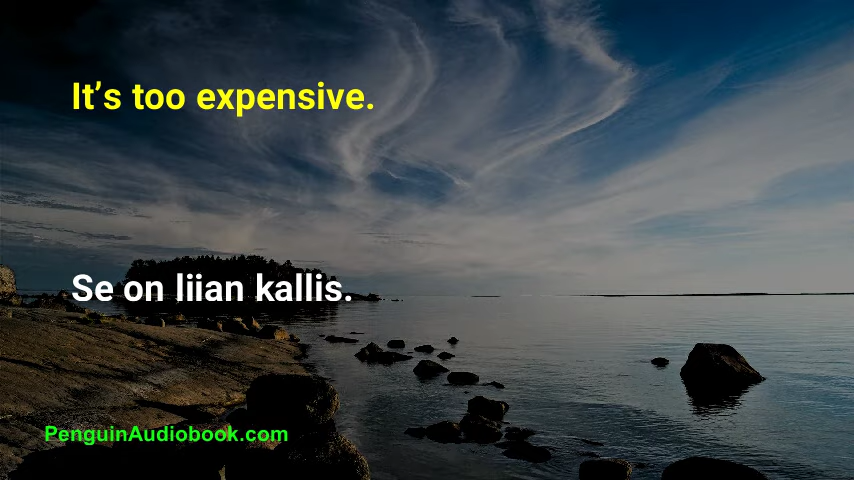 It’s too expensive.
Se on liian kallis.
PenguinAudiobook.com